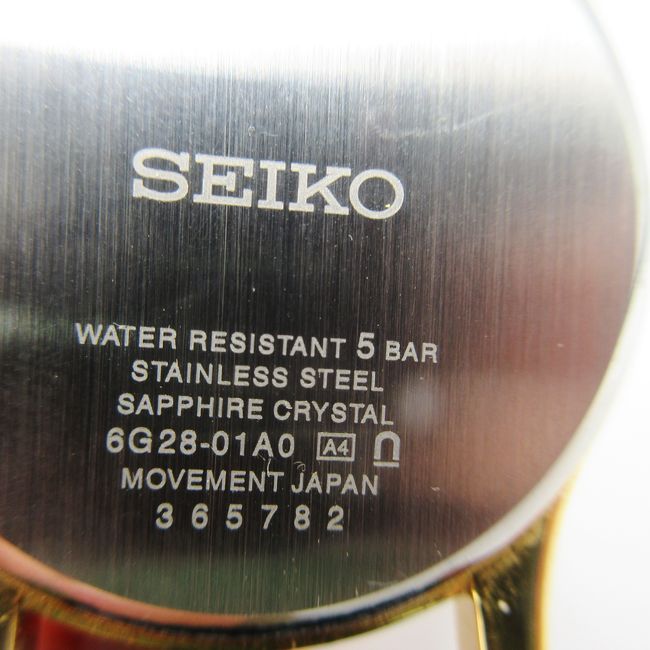 SEIKO
WATER RESISTANT 5 BAR
STAINLESS STEEL
SAPPHIRE CRYSTAL
6G28-01A0 A4
MOVEMENT JAPAN
365782